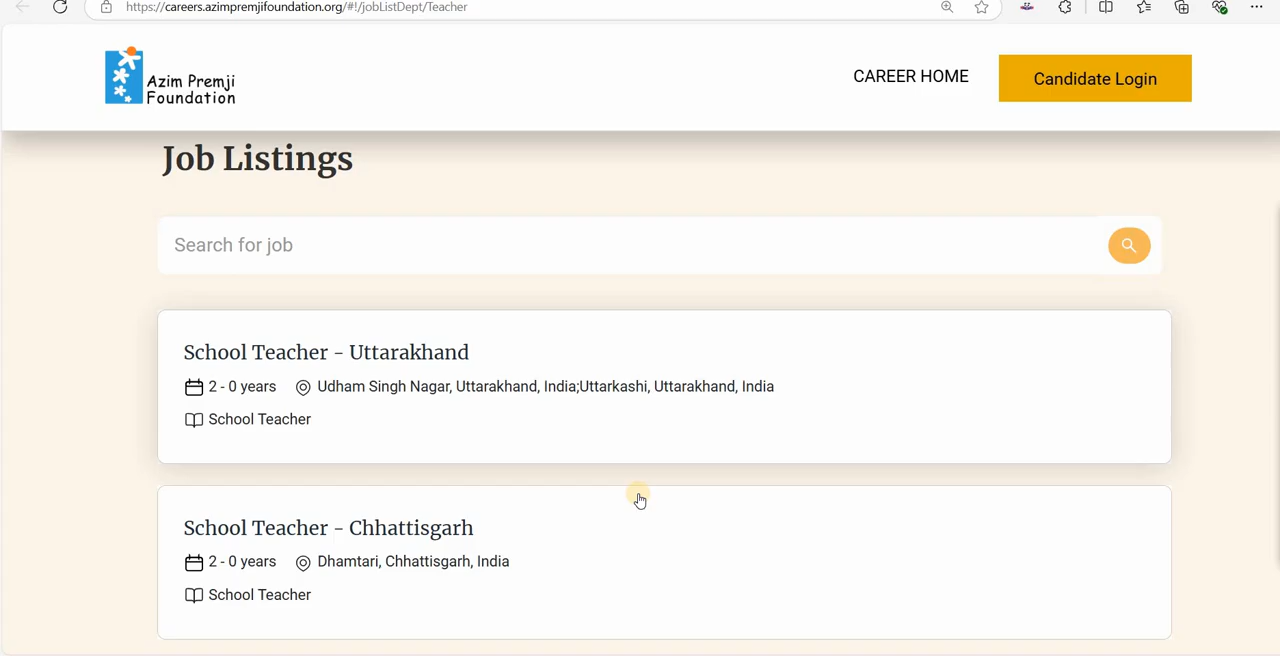 https://careers.azimpremjifoundation.org/#!/jobListDept/Teacher
Azim Premji
Foundation
CAREER HOME
Candidate Login
Job Listings
Search for job
School Teacher - Uttarakhand
2 - 0 years Udham Singh Nagar, Uttarakhand, India;Uttarkashi, Uttarakhand, India
School Teacher
School Teacher - Chhattisgarh
2 - 0 years Dhamtari, Chhattisgarh, India
School Teacher